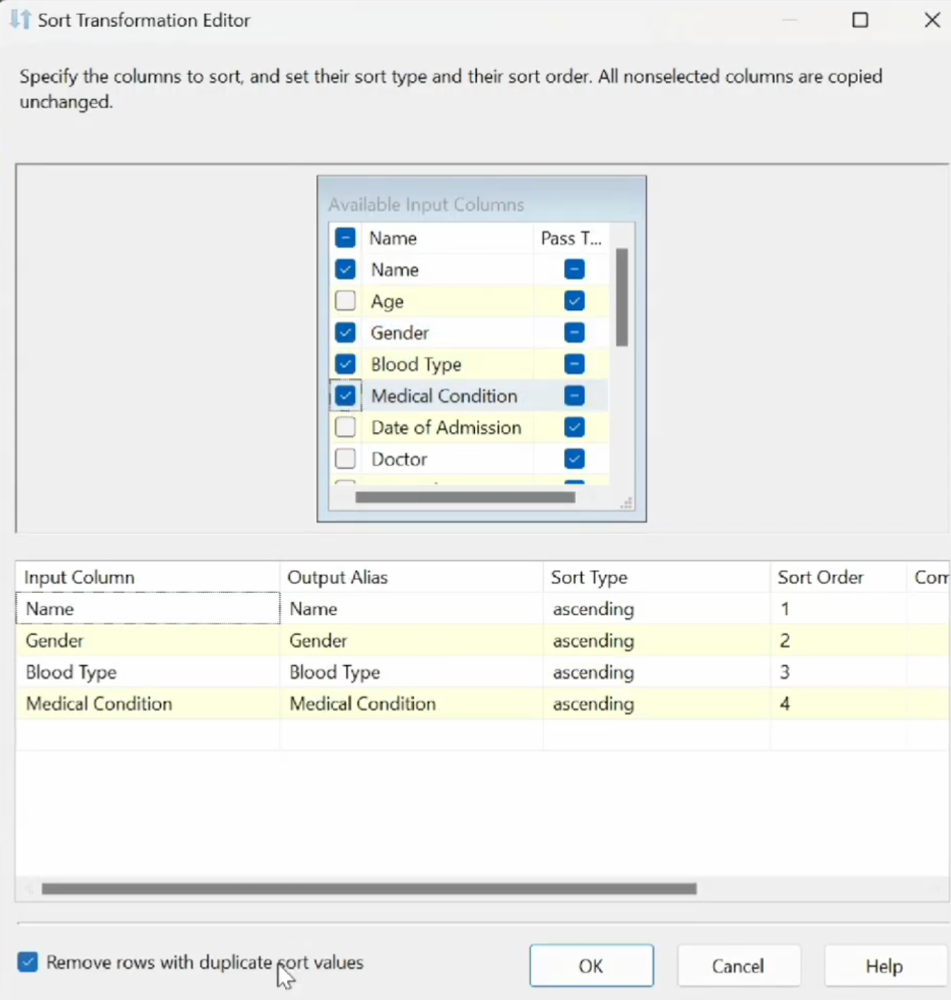 Sort Transformation Editor
Specify the columns to sort, and set their sort type and their sort order. All nonselected columns are copied
unchanged.
Available Input Columns
Name Pass T...
Name
Age
Gender
Blood Type
Medical Condition
Date of Admission
Doctor
Input Column Output Alias Sort Type Sort Order Com
Name Name ascending 1
Gender Gender ascending 2
Blood Type Blood Type ascending 3
Medical Condition Medical Condition ascending 4
Remove rows with duplicate sort values OK Cancel Help